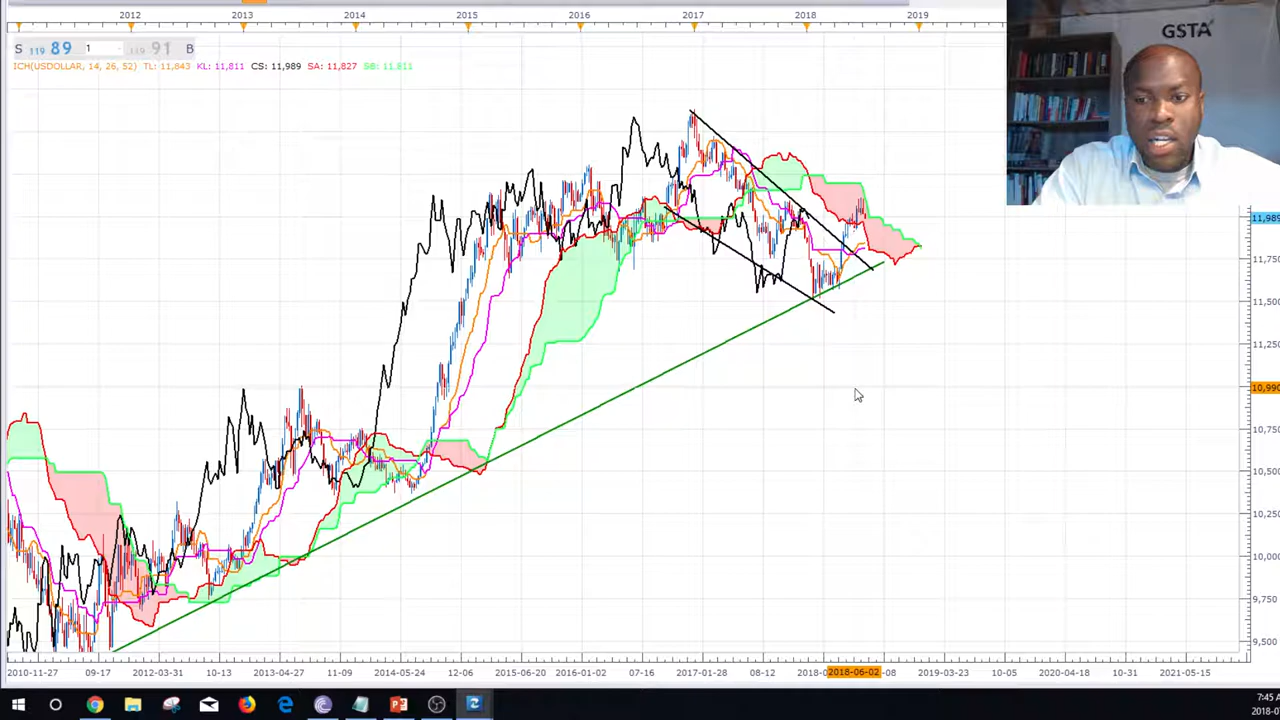 2012 2013 2014 2015 2016 2017 2018 2019
GSTA
S 119 89 1 119 91 B
ICH(USDOLLAR, 14, 26, 52) TL: 11,843 KL: 11,811 CS: 11,989 SA: 11,827 SB: 11,811
11,989
11,750
11,500
11,250
10,990
10,750
10,500
10,250
10,000
9,750
9,500
2010-11-27 09-17 2012-03-31 10-13 2013-04-27 11-09 2014-05-24 12-06 2015-06-20 2016-01-02 07-16 2017-01-28 08-12 2018-0 2018-06-02 -08 2019-03-23 10-05 2020-04-18 10-31 2021-05-15
7:45 A
2018-0